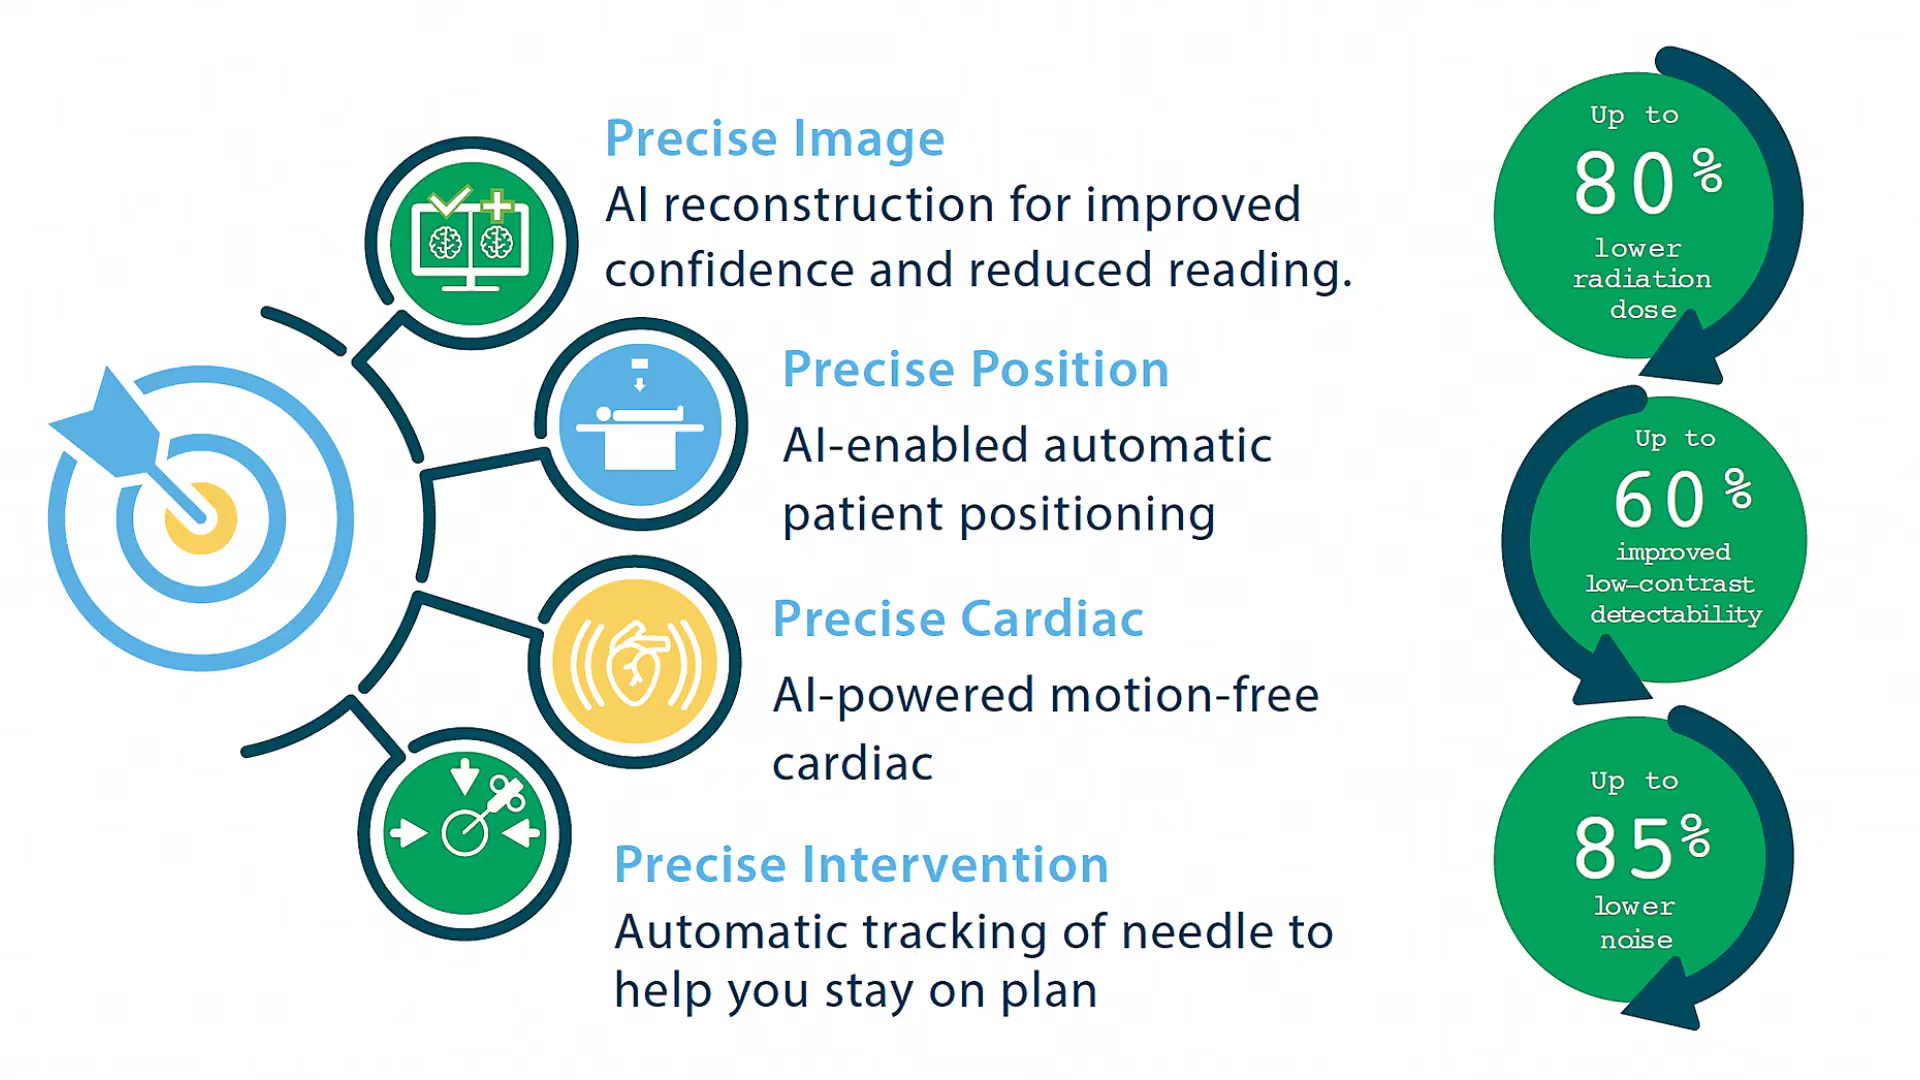 Precise Image
AI reconstruction for improved
confidence and reduced reading.
Precise Position
AI-enabled automatic
patient positioning
Precise Cardiac
AI-powered motion-free
cardiac
Precise Intervention
Automatic tracking of needle to
help you stay on plan
Up to
80%
lower
radiation
dose
Up to
60%
improved
low-contrast
detectability
Up to
85%
lower
noise